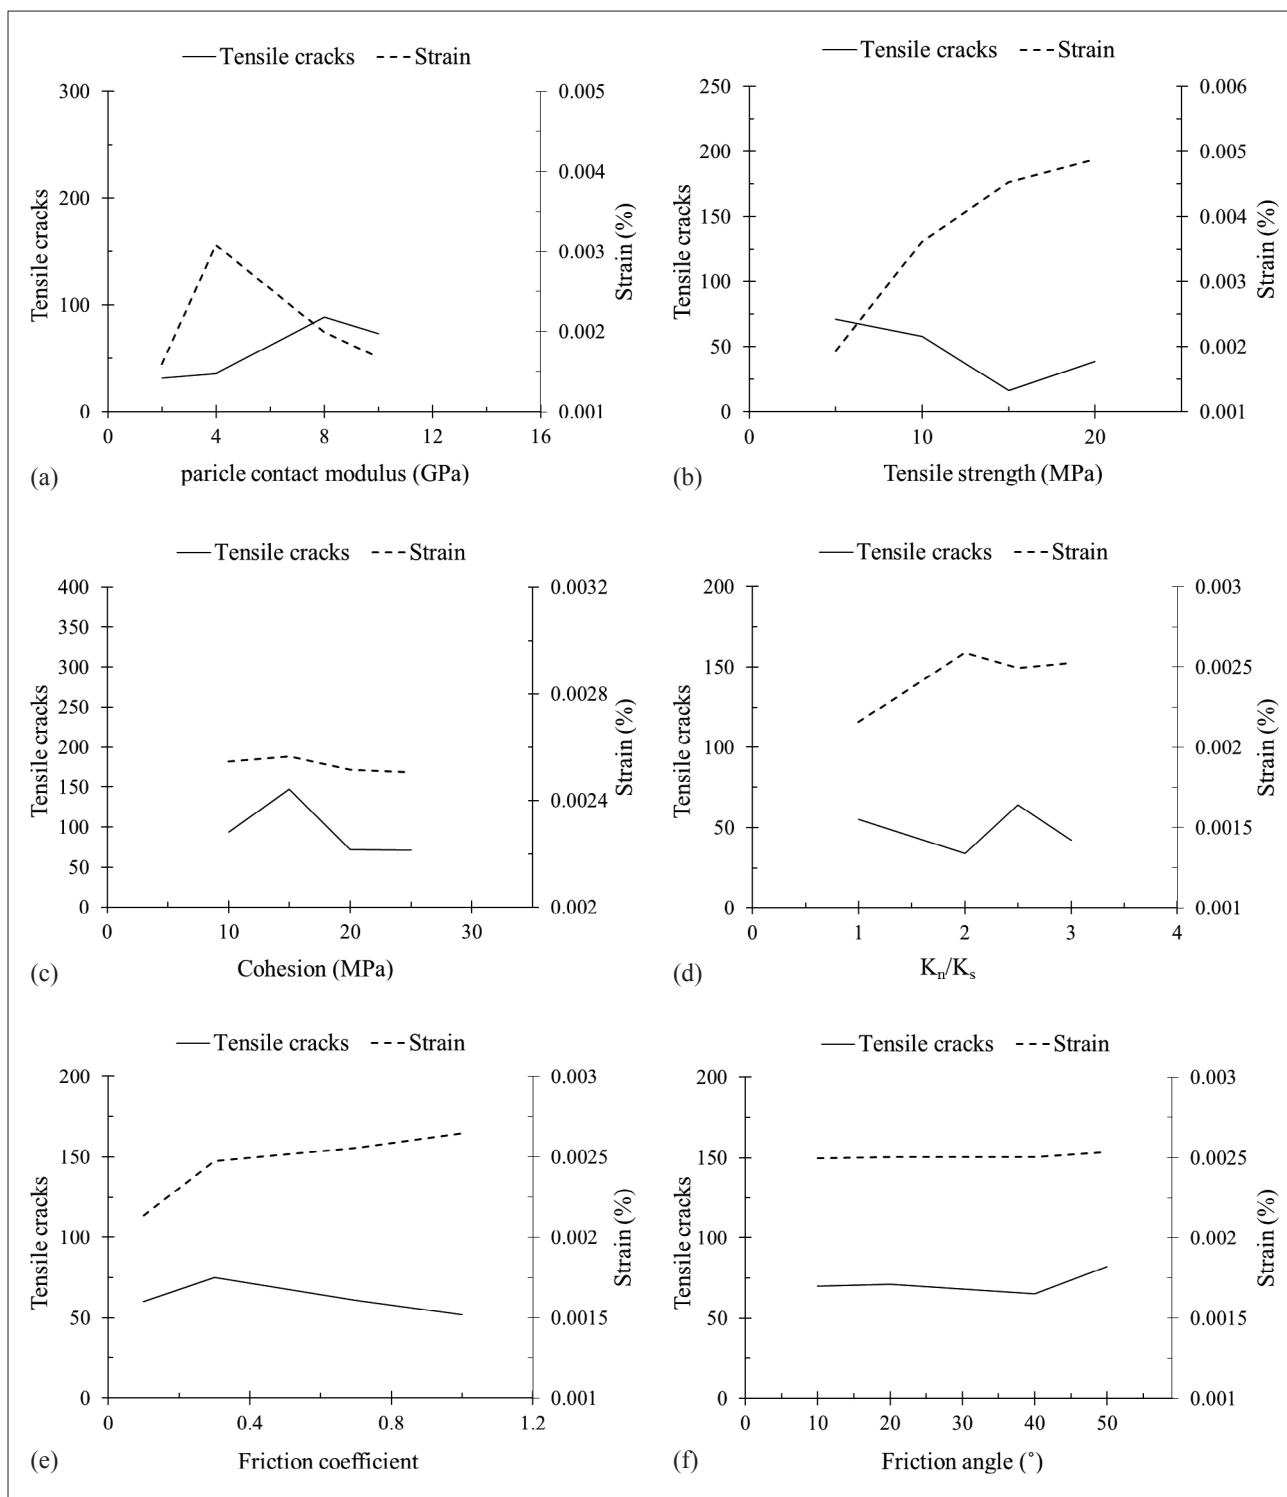 Tensile cracks Strain
300
200
100
0
0.005
0.004
0.003
0.002
0.001
0 4 8 12 16
Tensile cracks
Strain (%)
paricle contact modulus (GPa)
(a)
Tensile cracks Strain
250
200
150
100
50
0
0.006
0.005
0.004
0.003
0.002
0.001
0 10 20
Tensile cracks
Strain (%)
Tensile strength (MPa)
(b)
Tensile cracks Strain
400
350
300
250
200
150
100
50
0
0.0032
0.0028
0.0024
0.002
0 10 20 30
Tensile cracks
Strain (%)
Cohesion (MPa)
(c)
Tensile cracks Strain
200
150
100
50
0
0.003
0.0025
0.002
0.0015
0.001
0 1 2 3 4
Tensile cracks
Strain (%)
Kn/Ks
(d)
Tensile cracks Strain
200
150
100
50
0
0.003
0.0025
0.002
0.0015
0.001
0 0.4 0.8 1.2
Tensile cracks
Strain (%)
Friction coefficient
(e)
Tensile cracks Strain
200
150
100
50
0
0.003
0.0025
0.002
0.0015
0.001
0 10 20 30 40 50
Tensile cracks
Strain (%)
Friction angle (˚)
(f)